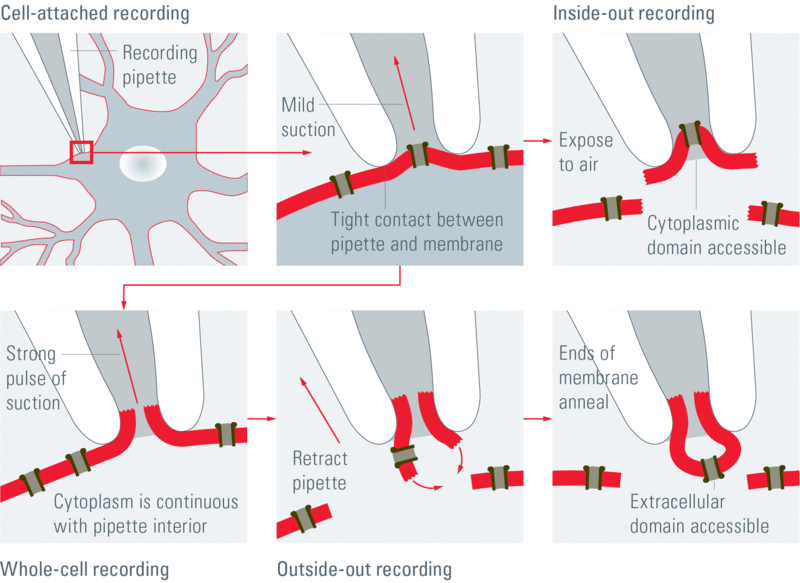 Cell-attached recording
Recording
pipette
Mild
suction
Tight contact between
pipette and membrane
Inside-out recording
Expose
to air
Cytoplasmic
domain accessible
Strong
pulse of
suction
Cytoplasm is continuous
with pipette interior
Whole-cell recording
Retract
pipette
Outside-out recording
Ends of
membrane
anneal
Extracellular
domain accessible